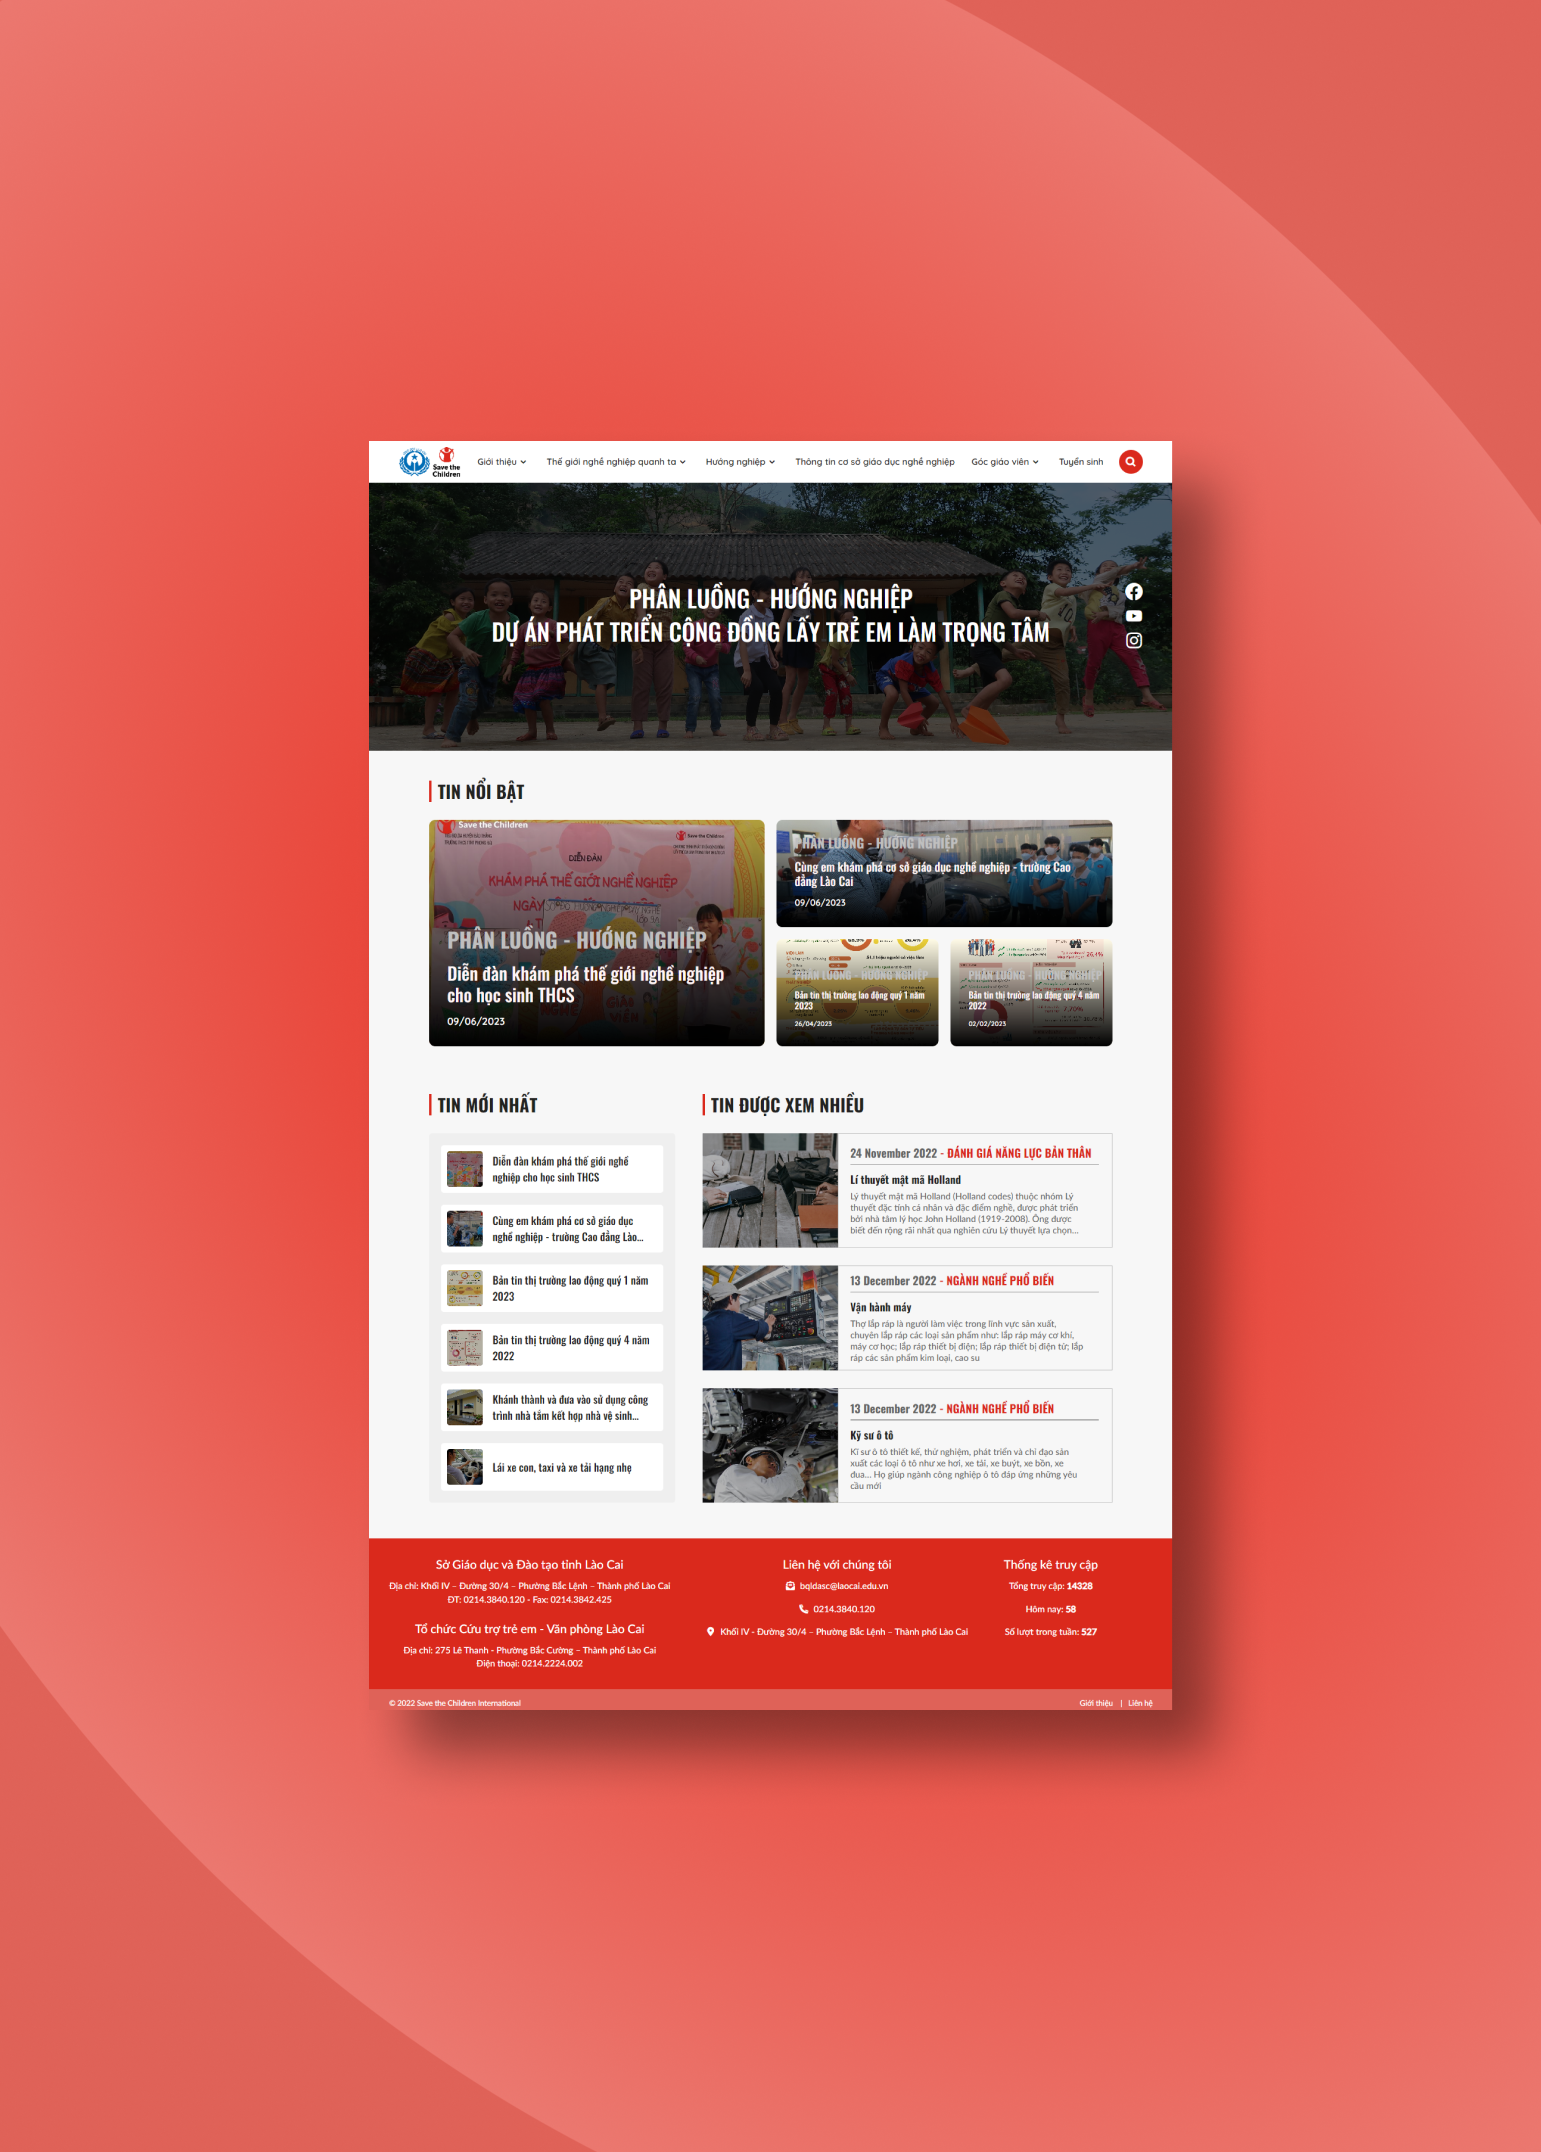 Save the
Children
Giới thiệu
Thế giới nghề nghiệp quanh ta
Hướng nghiệp
Thông tin cơ sở giáo dục nghề nghiệp
Góc giáo viên
Tuyển sinh
PHÂN LUỒNG - HƯỚNG NGHIỆP
DỰ ÁN PHÁT TRIỂN CỘNG ĐỒNG LẤY TRẺ EM LÀM TRỌNG TÂM
TIN NỔI BẬT
Save the Children
Save the Children
DIỄN ĐÀN
KHÁM PHÁ THẾ GIỚI NGHỀ NGHIỆP
NGÀY
PHÂN LUỒNG - HƯỚNG NGHIỆP
Diễn đàn khám phá thế giới nghề nghiệp
cho học sinh THCS
09/06/2023
PHÂN LUỒNG - HƯỚNG NGHIỆP
Cùng em khám phá cơ sở giáo dục nghề nghiệp - trường Cao
đẳng Lào Cai
09/06/2023
PHÂN LUỒNG - HƯỚNG NGHIỆP
Bản tin thị trường lao động quý 1 năm
2023
26/04/2023
26,1%
PHÂN LUỒNG - HƯỚNG NGHIỆP
Bản tin thị trường lao động quý 4 năm
2022
7,70%
02/02/2023
TIN MỚI NHẤT
Diễn đàn khám phá thế giới nghề
nghiệp cho học sinh THCS
Cùng em khám phá cơ sở giáo dục
nghề nghiệp - trường Cao đẳng Lào...
Bản tin thị trường lao động quý 1 năm
2023
Bản tin thị trường lao động quý 4 năm
2022
Khánh thành và đưa vào sử dụng công
trình nhà tắm kết hợp nhà vệ sinh...
Lái xe con, taxi và xe tải hạng nhẹ
TIN ĐƯỢC XEM NHIỀU
24 November 2022 - ĐÁNH GIÁ NĂNG LỰC BẢN THÂN
Lí thuyết mật mã Holland
Lý thuyết mật mã Holland (Holland codes) thuộc nhóm Lý
thuyết đặc tính cá nhân và đặc điểm nghề, được phát triển
bởi nhà tâm lý học John Holland (1919-2008). Ông được
biết đến rộng rãi nhất qua nghiên cứu Lý thuyết lựa chọn...
13 December 2022 - NGÀNH NGHỀ PHỔ BIẾN
Vận hành máy
Thợ lắp ráp là người làm việc trong lĩnh vực sản xuất,
chuyên lắp ráp các loại sản phẩm như: lắp ráp máy cơ khí,
máy cơ học; lắp ráp thiết bị điện; lắp ráp thiết bị điện tử; lắp
ráp các sản phẩm kim loại, cao su
13 December 2022 - NGÀNH NGHỀ PHỔ BIẾN
Kỹ sư ô tô
Kĩ sư ô tô thiết kế, thử nghiệm, phát triển và chỉ đạo sản
xuất các loại ô tô như xe hơi, xe tải, xe buýt, xe bồn, xe
đua... Họ giúp ngành công nghiệp ô tô đáp ứng những yêu
cầu mới
Sở Giáo dục và Đào tạo tỉnh Lào Cai
Địa chỉ: Khối IV – Đường 30/4 – Phường Bắc Lệnh – Thành phố Lào Cai
ĐT: 0214.3840.120 - Fax: 0214.3842.425
Tổ chức Cứu trợ trẻ em - Văn phòng Lào Cai
Địa chỉ: 275 Lê Thanh - Phường Bắc Cường – Thành phố Lào Cai
Điện thoại: 0214.2224.002
Liên hệ với chúng tôi
bqldasc@laocai.edu.vn
0214.3840.120
Khối IV - Đường 30/4 – Phường Bắc Lệnh – Thành phố Lào Cai
Thống kê truy cập
Tổng truy cập: 14328
Hôm nay: 58
Số lượt trong tuần: 527
© 2022 Save the Children International
Giới thiệu | Liên hệ